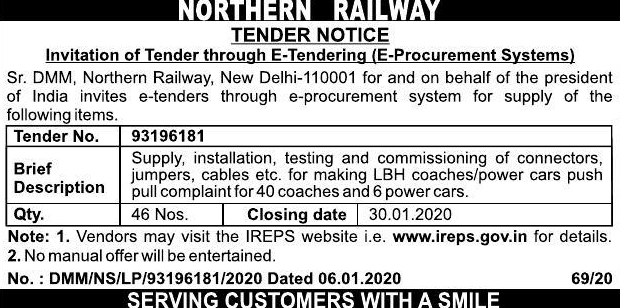 NORTHERN RAILWAY
TENDER NOTICE
Invitation of Tender through E-Tendering (E-Procurement Systems)
Sr. DMM, Northern Railway, New Delhi-110001 for and on behalf of the president
of India invites e-tenders through e-procurement system for supply of the
following items.
Tender No. 93196181
Brief Description Supply, installation, testing and commissioning of connectors,
jumpers, cables etc. for making LBH coaches/power cars push
pull complaint for 40 coaches and 6 power cars.
Qty. 46 Nos. Closing date 30.01.2020
Note: 1. Vendors may visit the IREPS website i.e. www.ireps.gov.in for details.
2. No manual offer will be entertained.
No. : DMM/NS/LP/93196181/2020 Dated 06.01.2020 69/20
SERVING CUSTOMERS WITH A SMILE